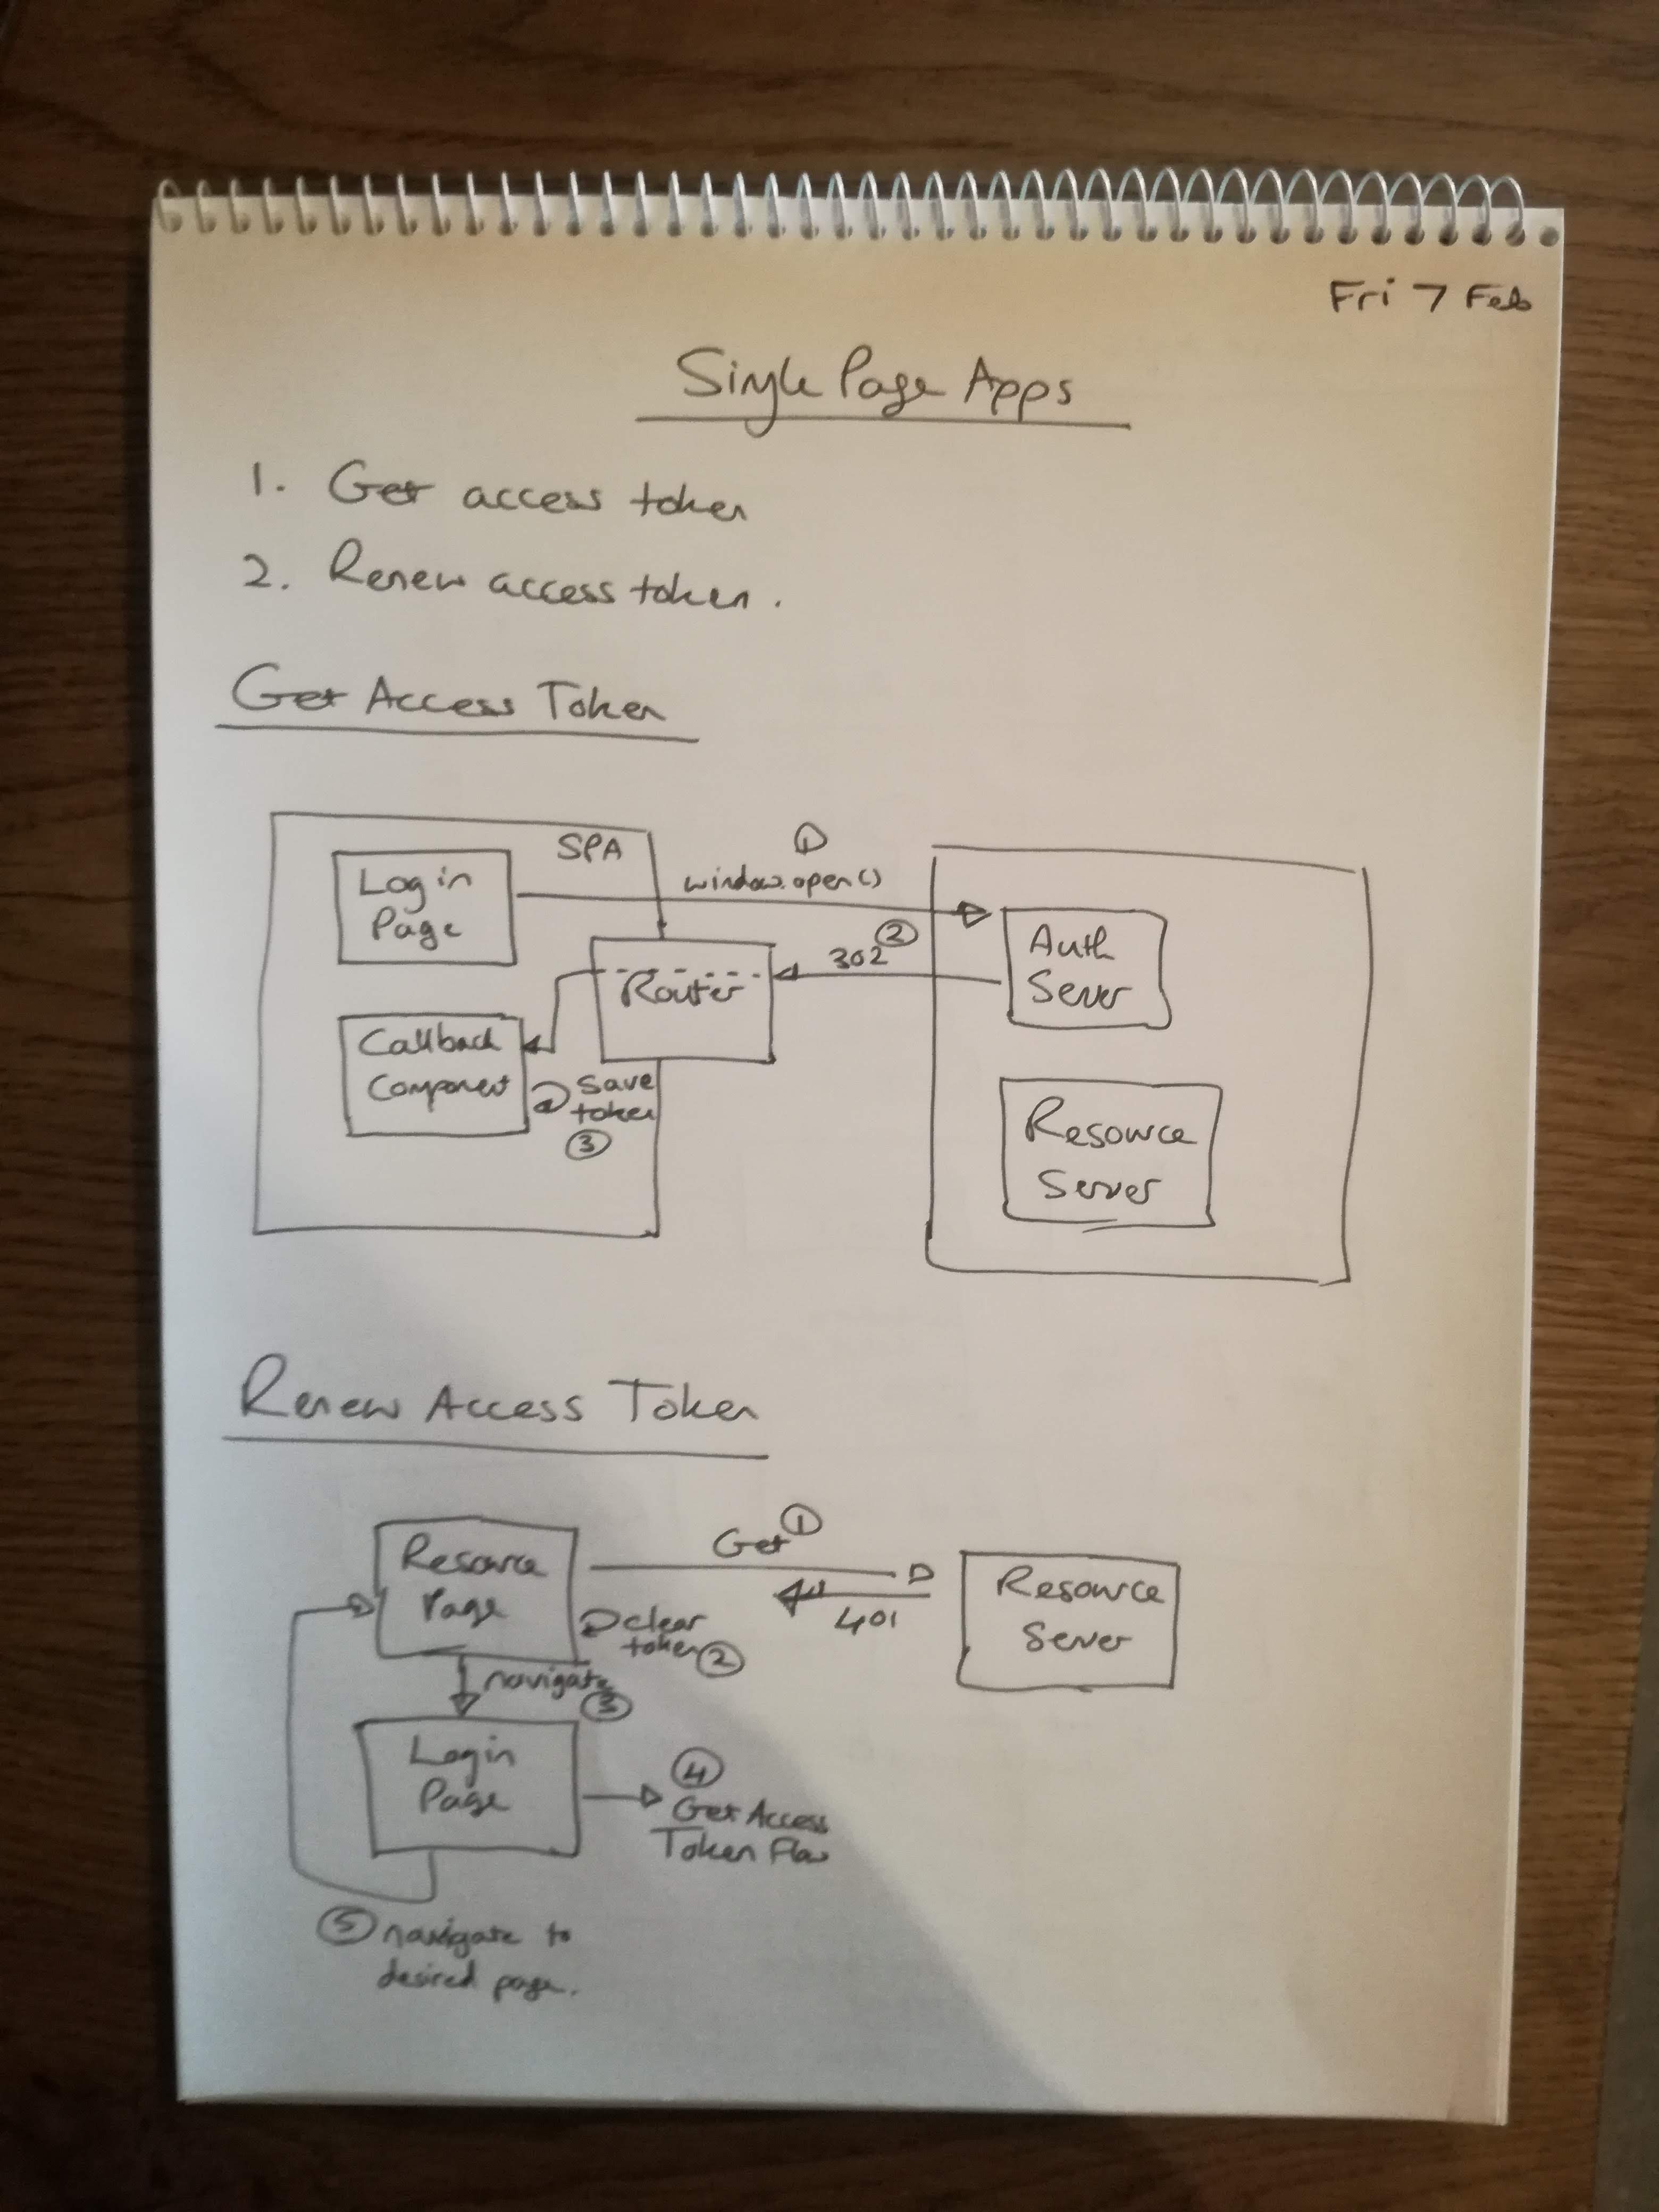 Fri 7 Feb
Single Page Apps
1. Get access token
2. Renew access token.
Get Access Token
SPA
Login
Page
1
window.open()
Auth
Server
302 2
Router
Callback
Component
Save
token
3
Resource
Server
Renew Access Token
Resource
Page
Get 1
401
Resource
Server
clear
token 2
navigate
3
Login
Page
4
Get Access
Token Flow
5 navigate to
desired page.